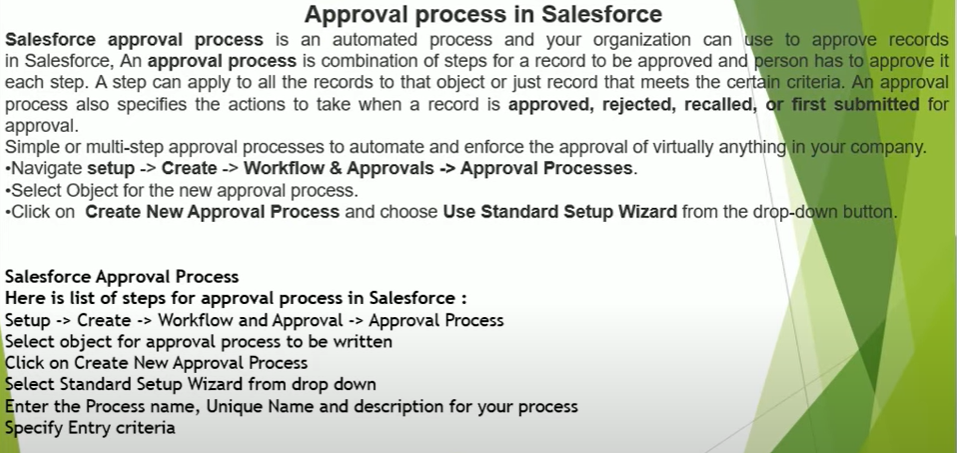 Approval process in Salesforce
Salesforce approval process is an automated process and your organization can use to approve records
in Salesforce, An approval process is combination of steps for a record to be approved and person has to approve it
each step. A step can apply to all the records to that object or just record that meets the certain criteria. An approval
process also specifies the actions to take when a record is approved, rejected, recalled, or first submitted for
approval.
Simple or multi-step approval processes to automate and enforce the approval of virtually anything in your company.
•Navigate setup -> Create -> Workflow & Approvals -> Approval Processes.
•Select Object for the new approval process.
•Click on Create New Approval Process and choose Use Standard Setup Wizard from the drop-down button.
Salesforce Approval Process
Here is list of steps for approval process in Salesforce :
Setup -> Create -> Workflow and Approval -> Approval Process
Select object for approval process to be written
Click on Create New Approval Process
Select Standard Setup Wizard from drop down
Enter the Process name, Unique Name and description for your process
Specify Entry criteria